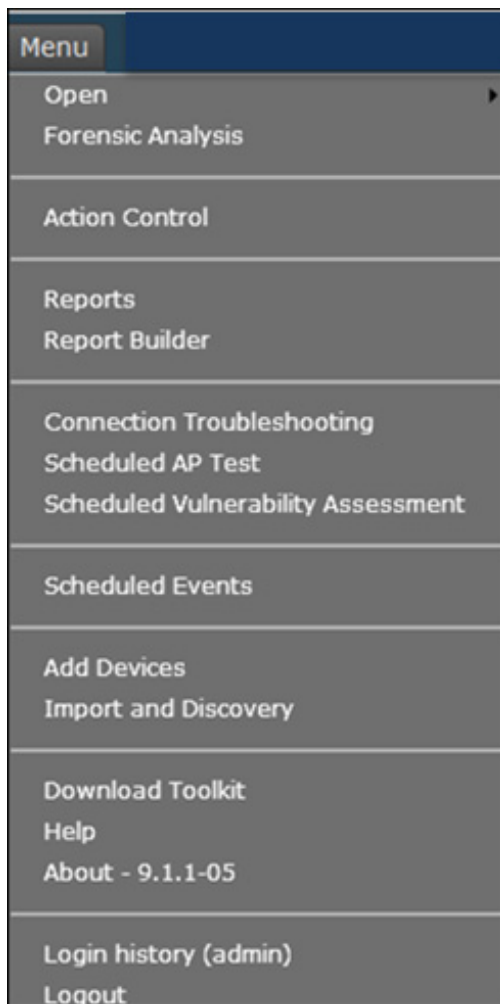 Menu
Open
Forensic Analysis
Action Control
Reports
Report Builder
Connection Troubleshooting
Scheduled AP Test
Scheduled Vulnerability Assessment
Scheduled Events
Add Devices
Import and Discovery
Download Toolkit
Help
About - 9.1.1-05
Login history (admin)
Logout